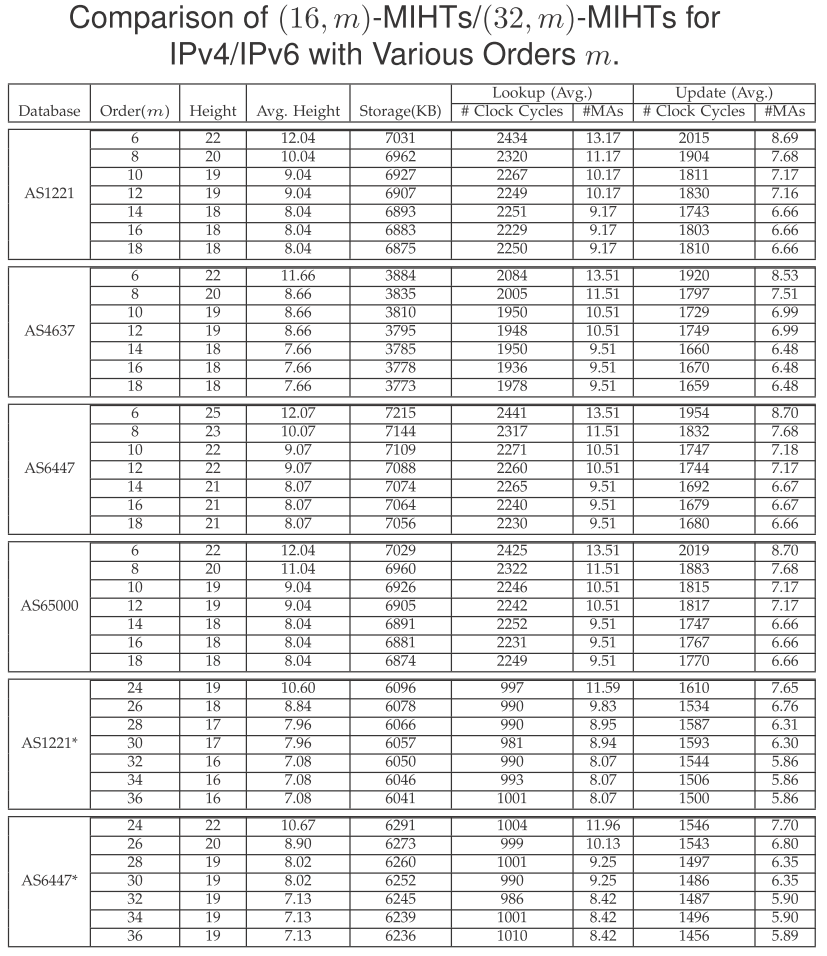 Comparison of (16, m)-MIHTs/(32, m)-MIHTs for
IPv4/IPv6 with Various Orders m.
Lookup (Avg.) Update (Avg.)
Database Order(m) Height Avg. Height Storage(KB) # Clock Cycles #MAs # Clock Cycles #MAs
6 22 12.04 7031 2434 13.17 2015 8.69
8 20 10.04 6962 2320 11.17 1904 7.68
10 19 9.04 6927 2267 10.17 1811 7.17
AS1221 12 19 9.04 6907 2249 10.17 1830 7.16
14 18 8.04 6893 2251 9.17 1743 6.66
16 18 8.04 6883 2229 9.17 1803 6.66
18 18 8.04 6875 2250 9.17 1810 6.66
6 22 11.66 3884 2084 13.51 1920 8.53
8 20 8.66 3835 2005 11.51 1797 7.51
10 19 8.66 3810 1950 10.51 1729 6.99
AS4637 12 19 8.66 3795 1948 10.51 1749 6.99
14 18 7.66 3785 1950 9.51 1660 6.48
16 18 7.66 3778 1936 9.51 1670 6.48
18 18 7.66 3773 1978 9.51 1659 6.48
6 25 12.07 7215 2441 13.51 1954 8.70
8 23 10.07 7144 2317 11.51 1832 7.68
10 22 9.07 7109 2271 10.51 1747 7.18
AS6447 12 22 9.07 7088 2260 10.51 1744 7.17
14 21 8.07 7074 2265 9.51 1692 6.67
16 21 8.07 7064 2240 9.51 1679 6.67
18 21 8.07 7056 2230 9.51 1680 6.66
6 22 12.04 7029 2425 13.51 2019 8.70
8 20 11.04 6960 2322 11.51 1883 7.68
10 19 9.04 6926 2246 10.51 1815 7.17
AS65000 12 19 9.04 6905 2242 10.51 1817 7.17
14 18 8.04 6891 2252 9.51 1747 6.66
16 18 8.04 6881 2231 9.51 1767 6.66
18 18 8.04 6874 2249 9.51 1770 6.66
24 19 10.60 6096 997 11.59 1610 7.65
26 18 8.84 6078 990 9.83 1534 6.76
28 17 7.96 6066 990 8.95 1587 6.31
AS1221* 30 17 7.96 6057 981 8.94 1593 6.30
32 16 7.08 6050 990 8.07 1544 5.86
34 16 7.08 6046 993 8.07 1506 5.86
36 16 7.08 6041 1001 8.07 1500 5.86
24 22 10.67 6291 1004 11.96 1546 7.70
26 20 8.90 6273 999 10.13 1543 6.80
28 19 8.02 6260 1001 9.25 1497 6.35
AS6447* 30 19 8.02 6252 990 9.25 1486 6.35
32 19 7.13 6245 986 8.42 1487 5.90
34 19 7.13 6239 1001 8.42 1496 5.90
36 19 7.13 6236 1010 8.42 1456 5.89